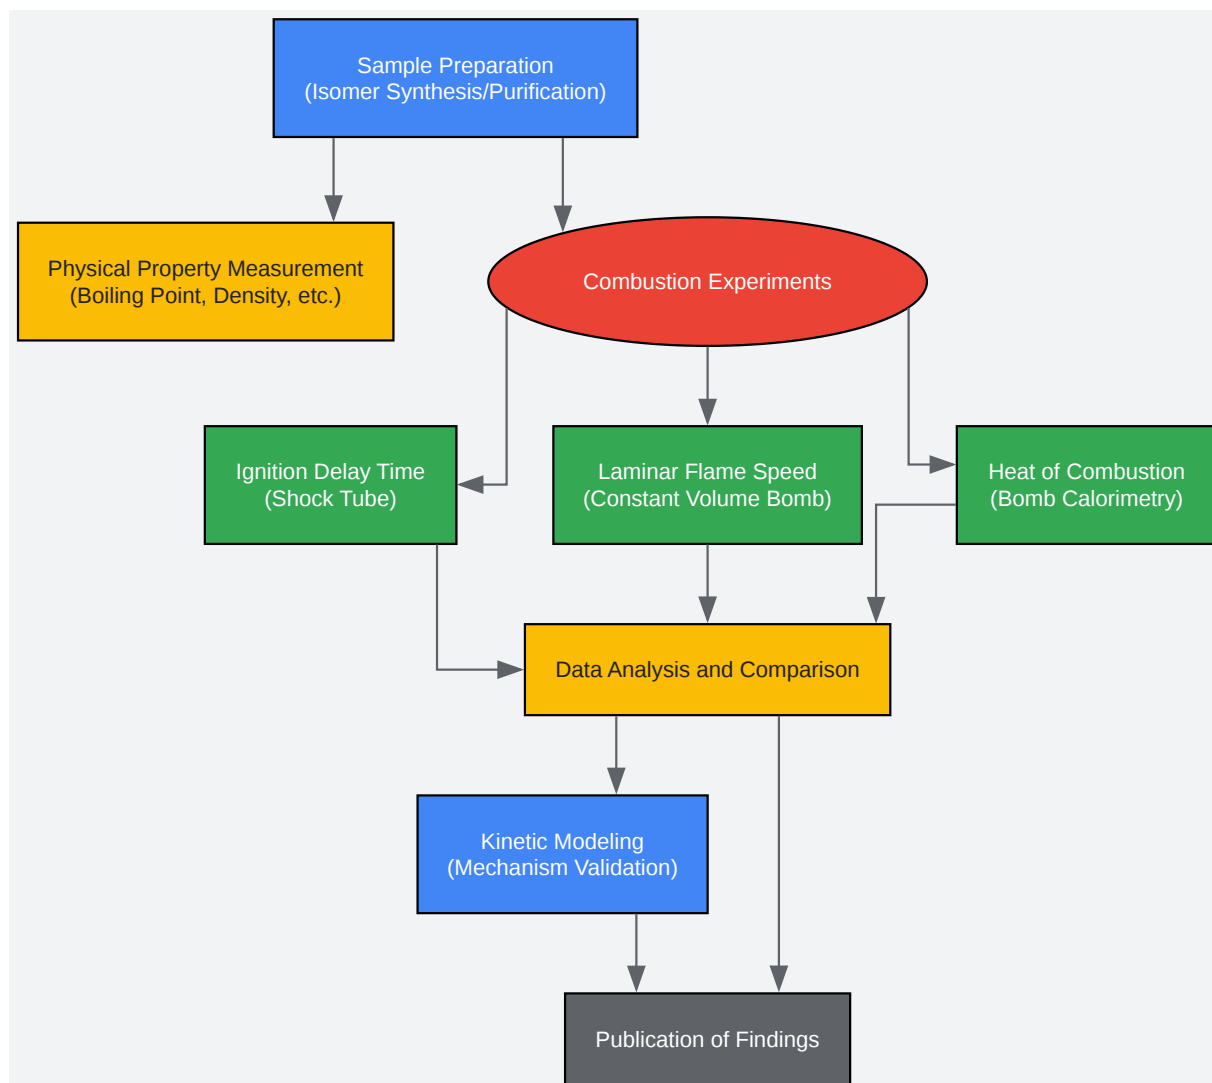 Sample Preparation
(Isomer Synthesis/Purification)
Physical Property Measurement
(Boiling Point, Density, etc.)
Combustion Experiments
Ignition Delay Time
(Shock Tube)
Laminar Flame Speed
(Constant Volume Bomb)
Heat of Combustion
(Bomb Calorimetry)
Data Analysis and Comparison
Kinetic Modeling
(Mechanism Validation)
Publication of Findings